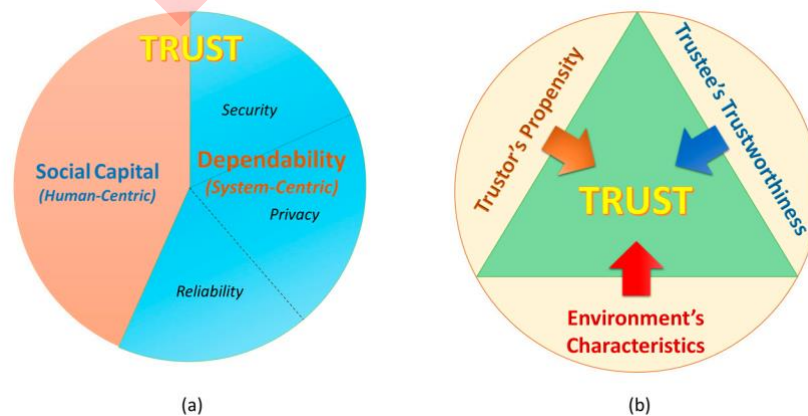 TRUST
Security
Social Capital
(Human-Centric)
Dependability
(System-Centric)
Privacy
Reliability
(a)
Trustor's Propensity
Trustee's Trustworthiness
TRUST
Environment's
Characteristics
(b)